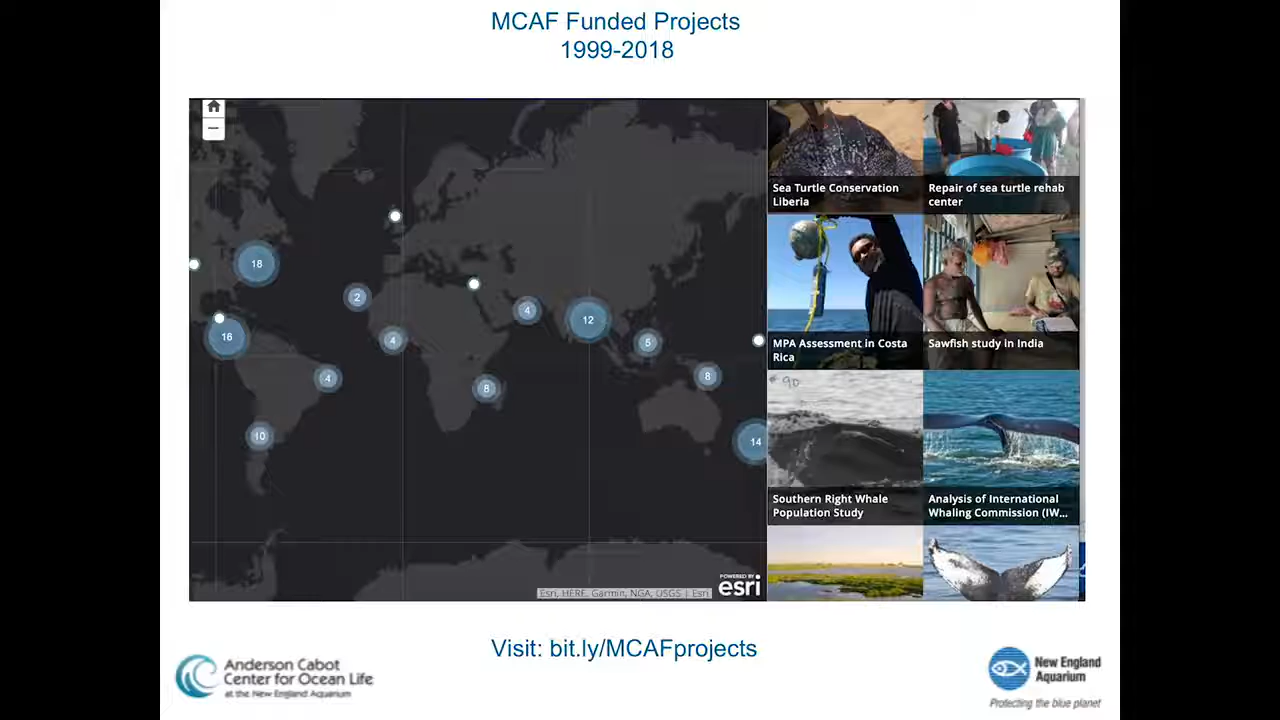 MCAF Funded Projects
1999-2018
18
2
16
4
4
12
4
5
8
8
10
14
Sea Turtle Conservation
Liberia
Repair of sea turtle rehab
center
MPA Assessment in Costa
Rica
Sawfish study in India
90
Southern Right Whale
Population Study
Analysis of International
Whaling Commission (IW...
POWERED BY
esri
Esri, HERE, Garmin, NGA, USGS | Esri
Visit: bit.ly/MCAFprojects
Anderson Cabot
Center for Ocean Life
at the New England Aquarium
New England
Aquarium
Protecting the blue planet